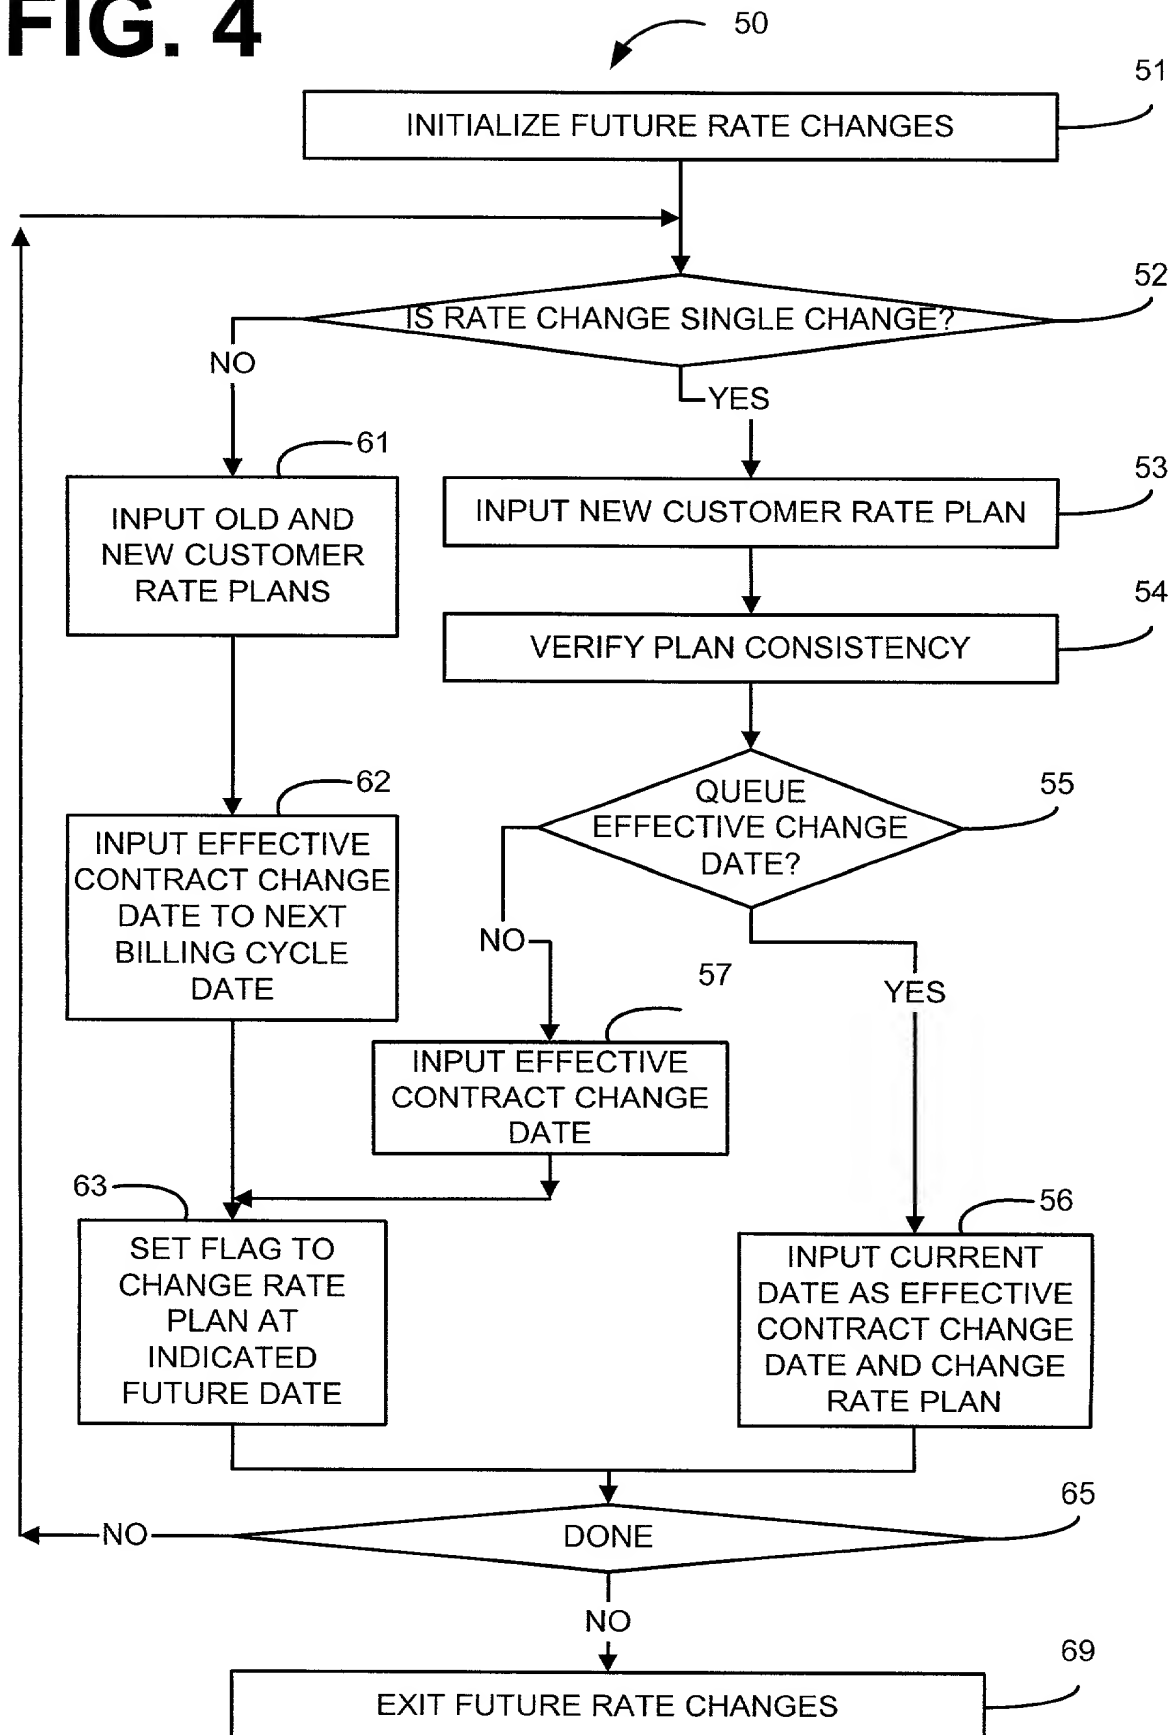 FIG. 4
50
51
INITIALIZE FUTURE RATE CHANGES
52
IS RATE CHANGE SINGLE CHANGE?
NO
YES
61
INPUT OLD AND
NEW CUSTOMER
RATE PLANS
53
INPUT NEW CUSTOMER RATE PLAN
54
VERIFY PLAN CONSISTENCY
62
INPUT EFFECTIVE
CONTRACT CHANGE
DATE TO NEXT
BILLING CYCLE
DATE
55
QUEUE
EFFECTIVE CHANGE
DATE?
NO
YES
57
INPUT EFFECTIVE
CONTRACT CHANGE
DATE
63
SET FLAG TO
CHANGE RATE
PLAN AT
INDICATED
FUTURE DATE
56
INPUT CURRENT
DATE AS EFFECTIVE
CONTRACT CHANGE
DATE AND CHANGE
RATE PLAN
65
NO
DONE
NO
69
EXIT FUTURE RATE CHANGES